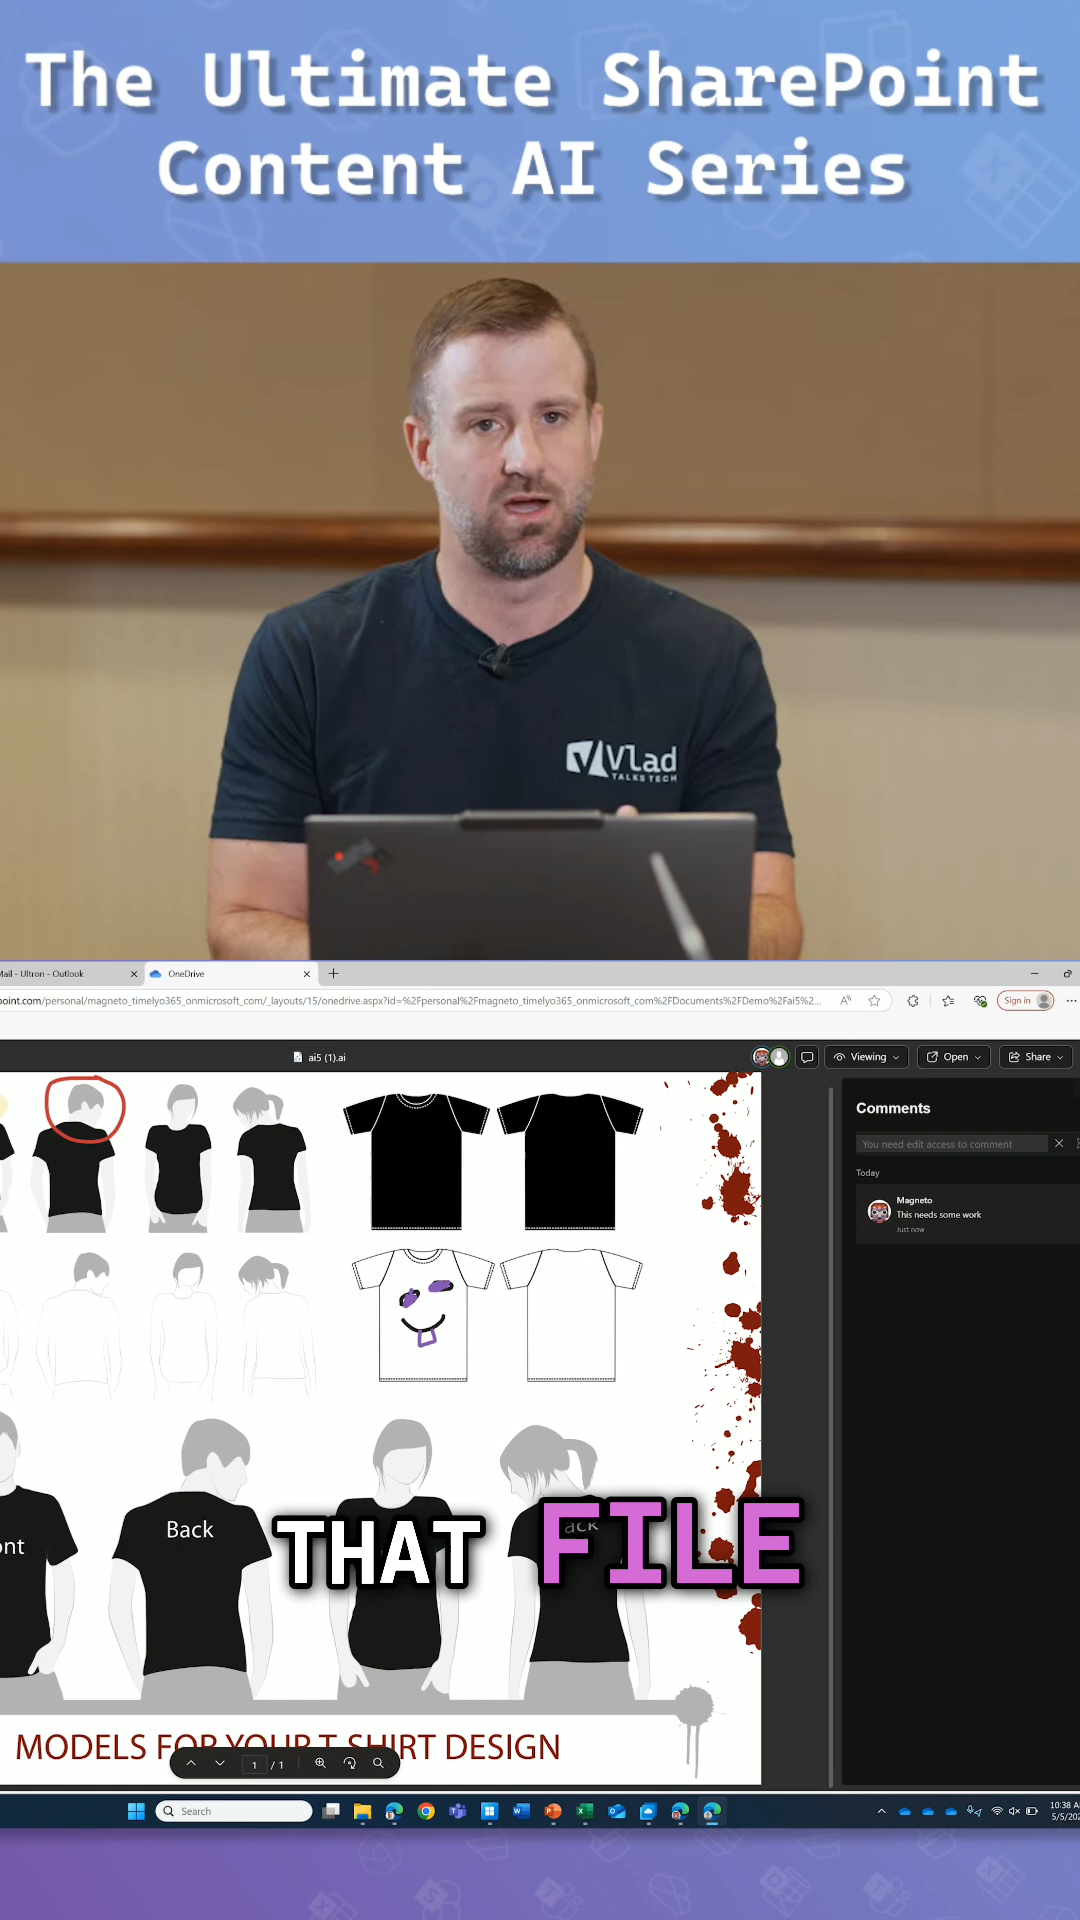 The Ultimate SharePoint
Content AI Series
Vlad
TALKS TECH
Mail - Ultron - Outlook
OneDrive
point.com/personal/magneto_timelyo365_onmicrosoft_com/_layouts/15/onedrive.aspx?id=%2Fpersonal%2Fmagneto_timelyo365_onmicrosoft_com%2FDocuments%2FDemo%2Fai5%2...
Sign in
ai5 (1).ai
Viewing
Open
Share
Comments
You need edit access to comment
Today
Magneto
This needs some work
Just now
ont
Back
ack
THAT FILE
MODELS FOR YOUR T-SHIRT DESIGN
1 / 1
Search
10:38 A
5/5/202